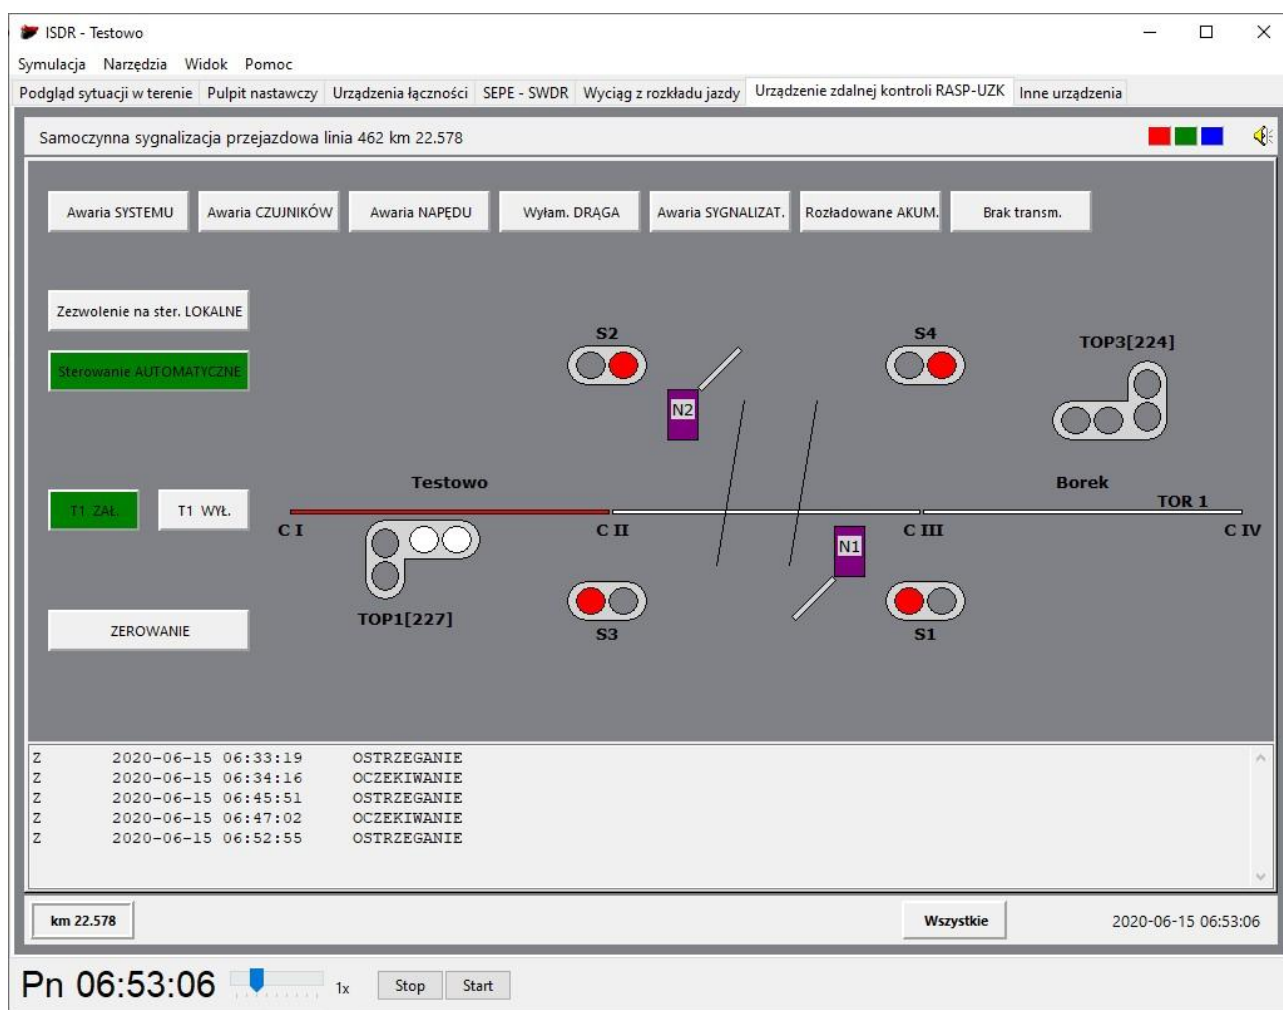 ISDR - Testowo
Symulacja Narzędzia Widok Pomoc
Podgląd sytuacji w terenie Pulpit nastawczy Urządzenia łączności SEPE - SWDR Wyciąg z rozkładu jazdy Urządzenie zdalnej kontroli RASP-UZK Inne urządzenia
Samoczynna sygnalizacja przejazdowa linia 462 km 22.578
Awaria SYSTEMU Awaria CZUJNIKÓW Awaria NAPĘDU Wyłam. DRĄGA Awaria SYGNALIZAT. Rozładowane AKUM. Brak transm.
Zezwolenie na ster. LOKALNE
S2 S4 TOP3[224]
Sterowanie AUTOMATYCZNE
N2
Testowo Borek
T1 ZAŁ. T1 WYŁ. TOR 1
C I C II C III C IV
N1
TOP1[227]
ZEROWANIE S3 S1
Z 2020-06-15 06:33:19 OSTRZEGANIE
Z 2020-06-15 06:34:16 OCZEKIWANIE
Z 2020-06-15 06:45:51 OSTRZEGANIE
Z 2020-06-15 06:47:02 OCZEKIWANIE
Z 2020-06-15 06:52:55 OSTRZEGANIE
km 22.578 Wszystkie 2020-06-15 06:53:06
Pn 06:53:06 1x Stop Start